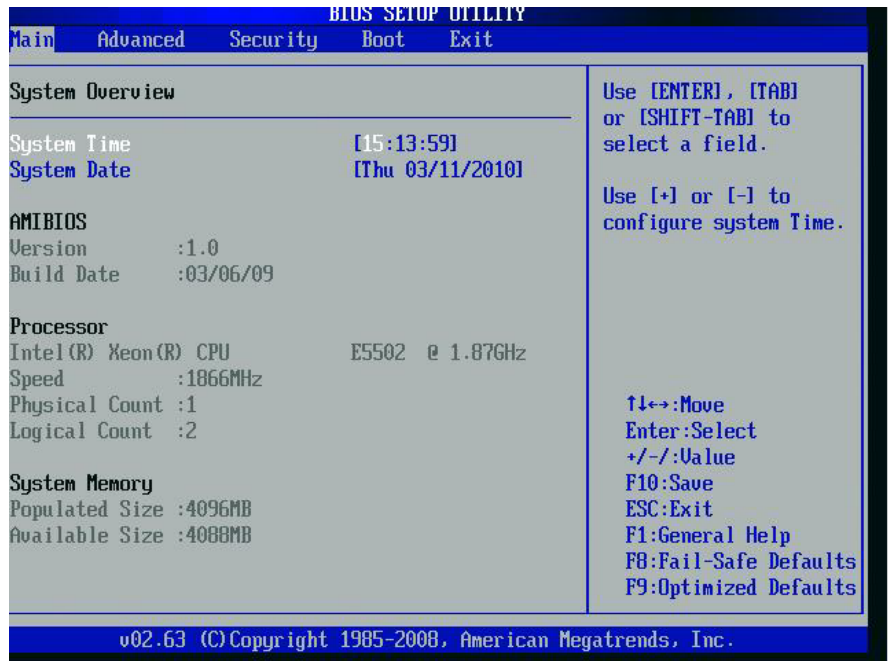 BIOS SETUP UTILITY
Main Advanced Security Boot Exit
System Overview
System Time [15:13:59]
System Date [Thu 03/11/2010]
AMIBIOS
Version :1.0
Build Date :03/06/09
Processor
Intel(R) Xeon(R) CPU E5502 @ 1.87GHz
Speed :1866MHz
Physical Count :1
Logical Count :2
System Memory
Populated Size :4096MB
Available Size :4088MB
Use [ENTER], [TAB]
or [SHIFT-TAB] to
select a field.
Use [+] or [-] to
configure system Time.
↑↓←→:Move
Enter:Select
+/-/:Value
F10:Save
ESC:Exit
F1:General Help
F8:Fail-Safe Defaults
F9:Optimized Defaults
v02.63 (C)Copyright 1985-2008, American Megatrends, Inc.